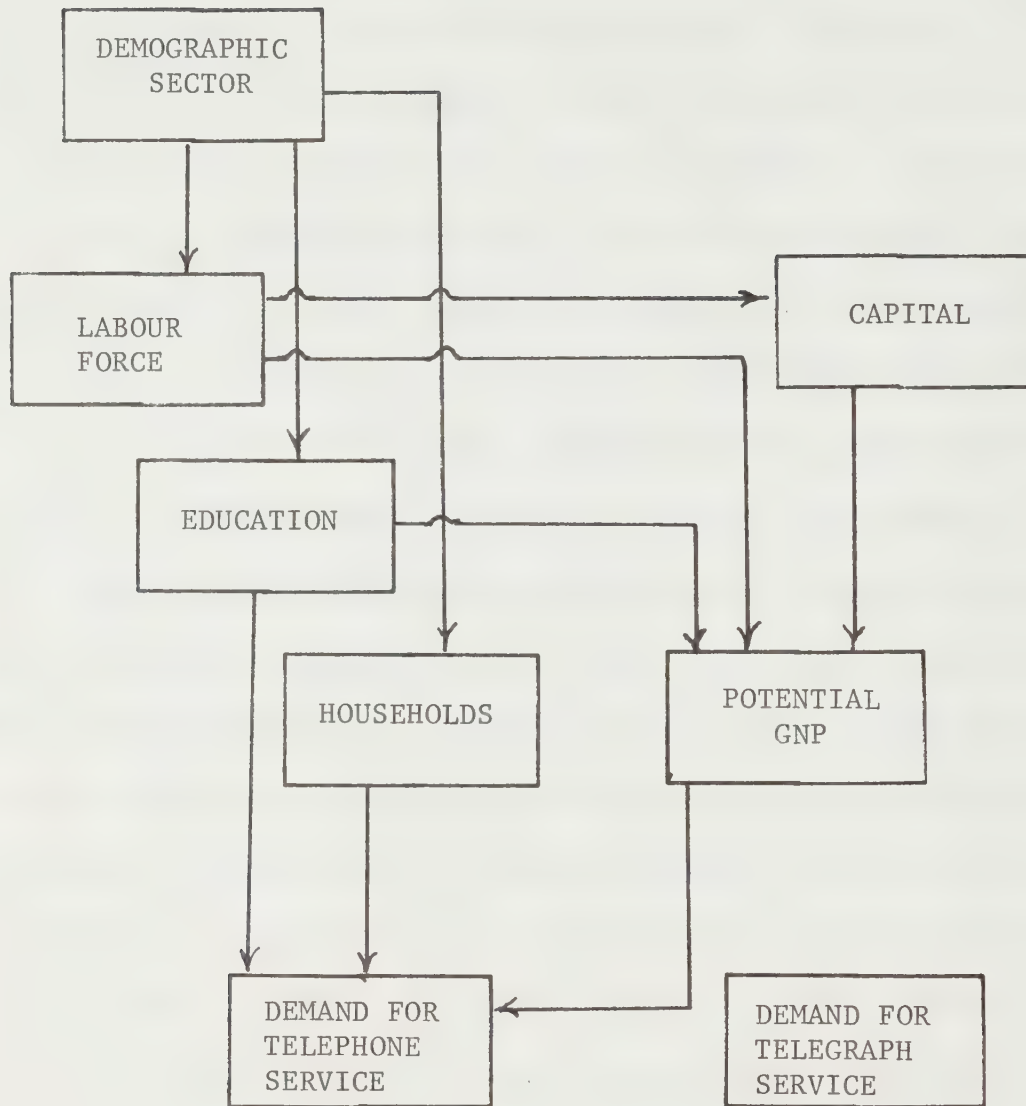 DEMOGRAPHIC
SECTOR
LABOUR
FORCE
CAPITAL
EDUCATION
HOUSEHOLDS
POTENTIAL
GNP
DEMAND FOR
TELEPHONE
SERVICE
DEMAND FOR
TELEGRAPH
SERVICE